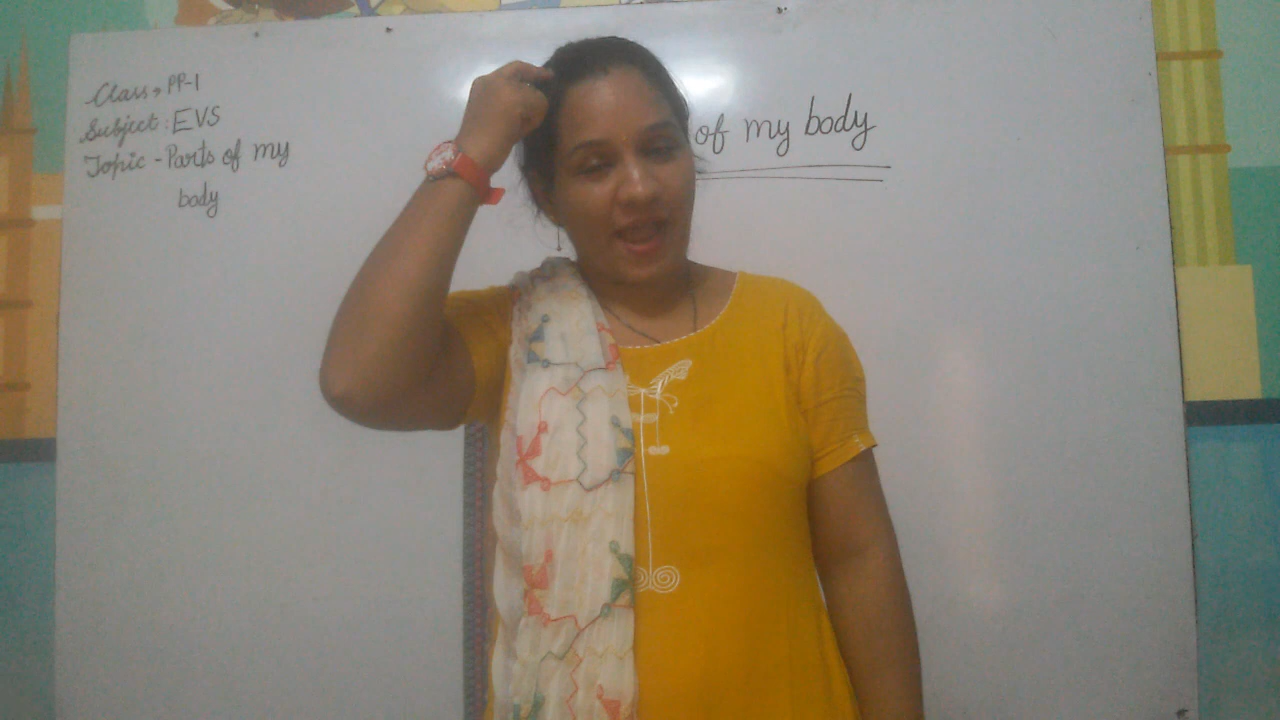 Class → PP-1
Subject : EVS
Topic - Parts of my
body
of my body